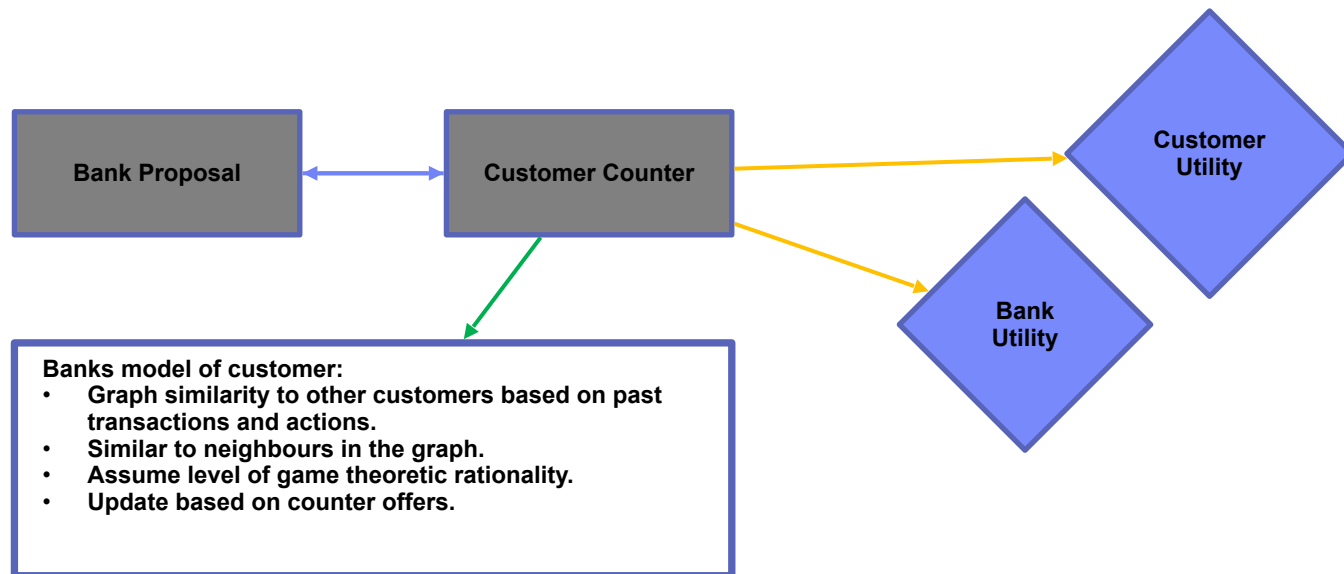 Customer
Utility
Bank Proposal
Customer Counter
Bank
Utility
Banks model of customer:
• Graph similarity to other customers based on past
transactions and actions.
• Similar to neighbours in the graph.
• Assume level of game theoretic rationality.
• Update based on counter offers.